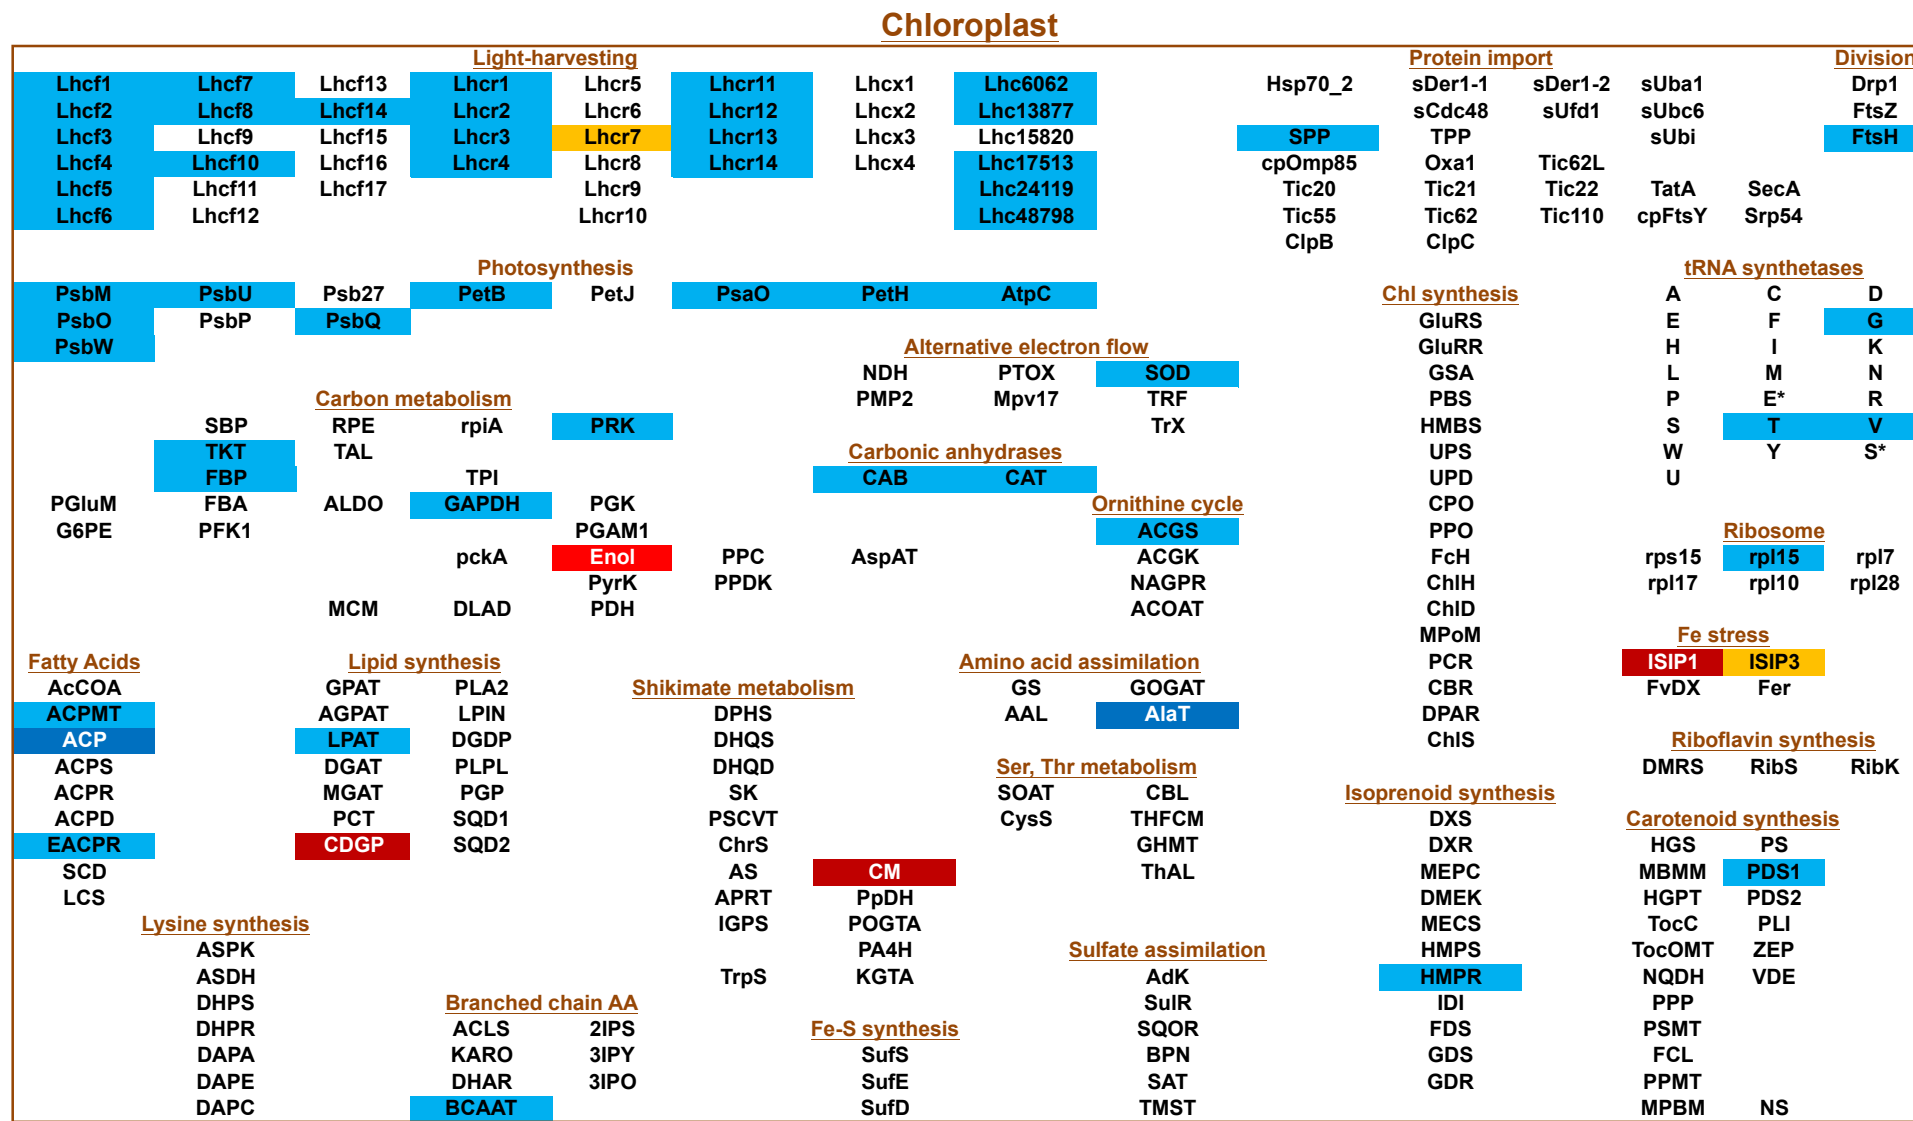 Chloroplast
Light-harvesting Protein import Division
Lhcf1 Lhcf7 Lhcf13 Lhcr1 Lhcr5 Lhcr11 Lhcx1 Lhc6062 Hsp70_2 sDer1-1 sDer1-2 sUba1 Drp1
Lhcf2 Lhcf8 Lhcf14 Lhcr2 Lhcr6 Lhcr12 Lhcx2 Lhc13877 sCdc48 sUfd1 sUbc6 FtsZ
Lhcf3 Lhcf9 Lhcf15 Lhcr3 Lhcr7 Lhcr13 Lhcx3 Lhc15820 SPP TPP sUbi FtsH
Lhcf4 Lhcf10 Lhcf16 Lhcr4 Lhcr8 Lhcr14 Lhcx4 Lhc17513 cpOmp85 Oxa1 Tic62L
Lhcf5 Lhcf11 Lhcf17 Lhcr9 Lhc24119 Tic20 Tic21 Tic22 TatA SecA
Lhcf6 Lhcf12 Lhcr10 Lhc48798 Tic55 Tic62 Tic110 cpFtsY Srp54
ClpB ClpC
Photosynthesis tRNA synthetases
PsbM PsbU Psb27 PetB PetJ PsaO PetH AtpC Chl synthesis A C D
PsbO PsbP PsbQ GluRS E F G
PsbW Alternative electron flow GluRR H I K
NDH PTOX SOD GSA L M N
Carbon metabolism PMP2 Mpv17 TRF PBS P E* R
SBP RPE rpiA PRK TrX HMBS S T V
TKT TAL Carbonic anhydrases UPS W Y S*
FBP TPI CAB CAT UPD U
PGluM FBA ALDO GAPDH PGK Ornithine cycle CPO
G6PE PFK1 PGAM1 ACGS PPO Ribosome
pckA Enol PPC AspAT ACGK FcH rps15 rpl15 rpl7
PyrK PPDK NAGPR ChlH rpl17 rpl10 rpl28
MCM DLAD PDH ACOAT ChlD
MPoM Fe stress
Fatty Acids Lipid synthesis Amino acid assimilation PCR ISIP1 ISIP3
AcCOA GPAT PLA2 Shikimate metabolism GS GOGAT CBR FvDX Fer
ACPMT AGPAT LPIN DPHS AAL AlaT DPAR
ACP LPAT DGDP DHQS ChlS Riboflavin synthesis
ACPS DGAT PLPL DHQD Ser, Thr metabolism DMRS RibS RibK
ACPR MGAT PGP SK SOAT CBL Isoprenoid synthesis
ACPD PCT SQD1 PSCVT CysS THFCM DXS Carotenoid synthesis
EACPR CDGP SQD2 ChrS GHMT DXR HGS PS
SCD AS CM ThAL MEPC MBMM PDS1
LCS APRT PpDH DMEK HGPT PDS2
Lysine synthesis IGPS POGTA MECS TocC PLI
ASPK PA4H Sulfate assimilation HMPS TocOMT ZEP
ASDH TrpS KGTA AdK HMPR NQDH VDE
DHPS Branched chain AA SulR IDI PPP
DHPR ACLS 2IPS Fe-S synthesis SQOR FDS PSMT
DAPA KARO 3IPY SufS BPN GDS FCL
DAPE DHAR 3IPO SufE SAT GDR PPMT
DAPC BCAAT SufD TMST MPBM NS